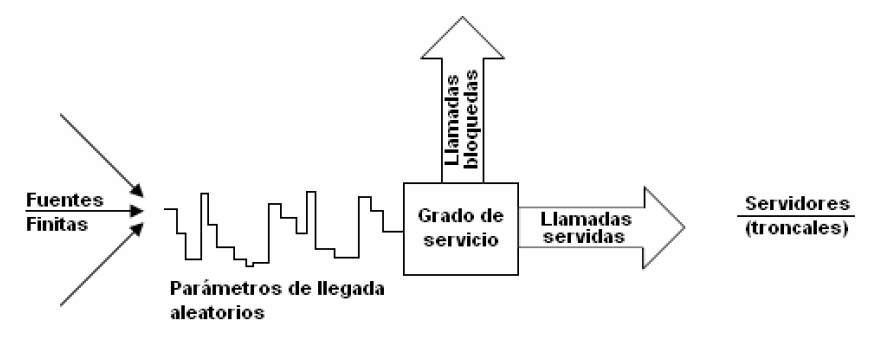 Fuentes
Finitas
Parámetros de llegada
aleatorios
Llamadas
bloquedas
Grado de
servicio
Llamadas
servidas
Servidores
(troncales)